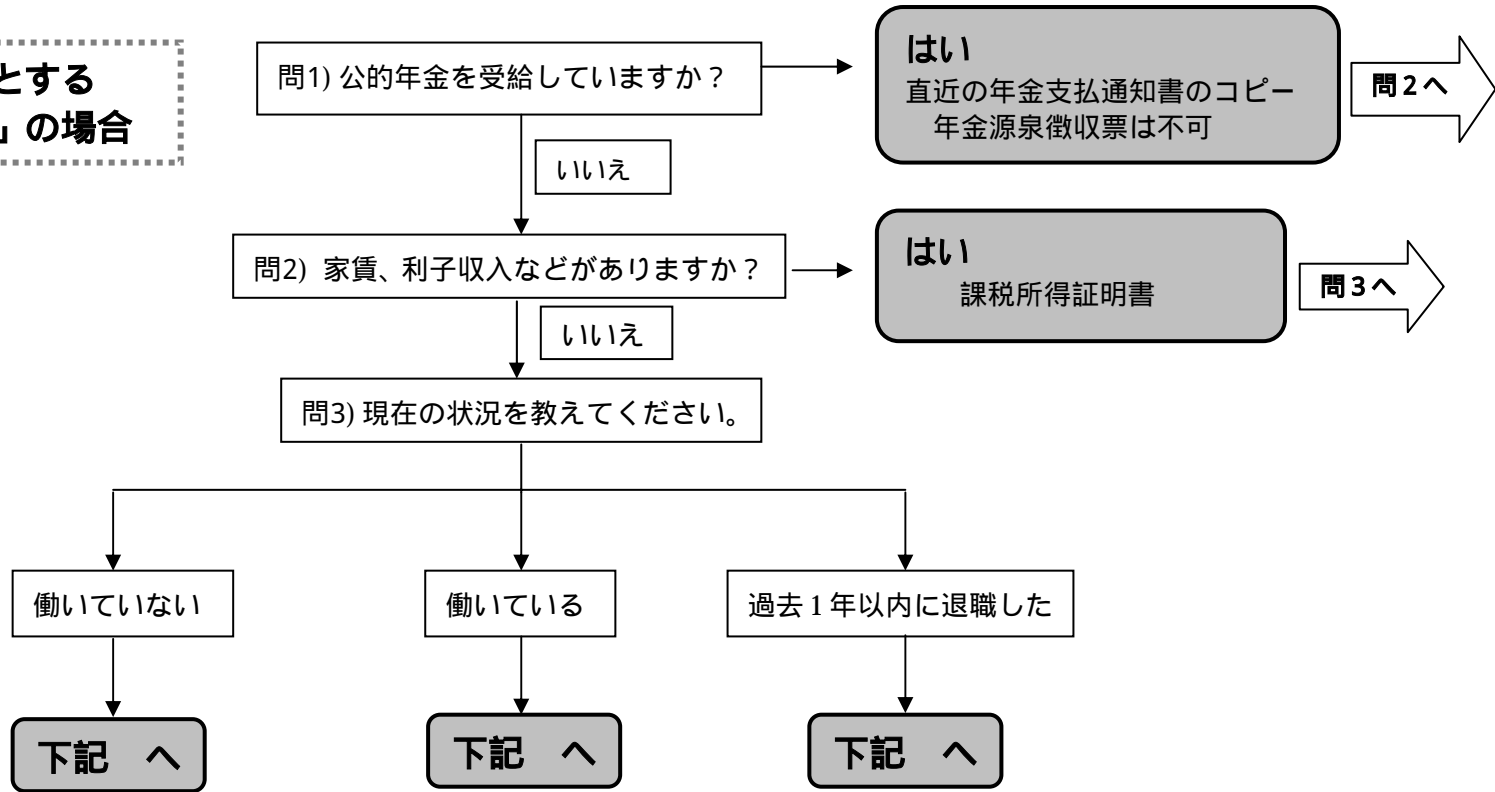 とする
」の場合
問1) 公的年金を受給していますか？
はい
直近の年金支払通知書のコピー
年金源泉徴収票は不可
問２へ
いいえ
問2) 家賃、利子収入などがありますか？
はい
課税所得証明書
問３へ
いいえ
問3) 現在の状況を教えてください。
働いていない
働いている
過去１年以内に退職した
下記　へ
下記　へ
下記　へ